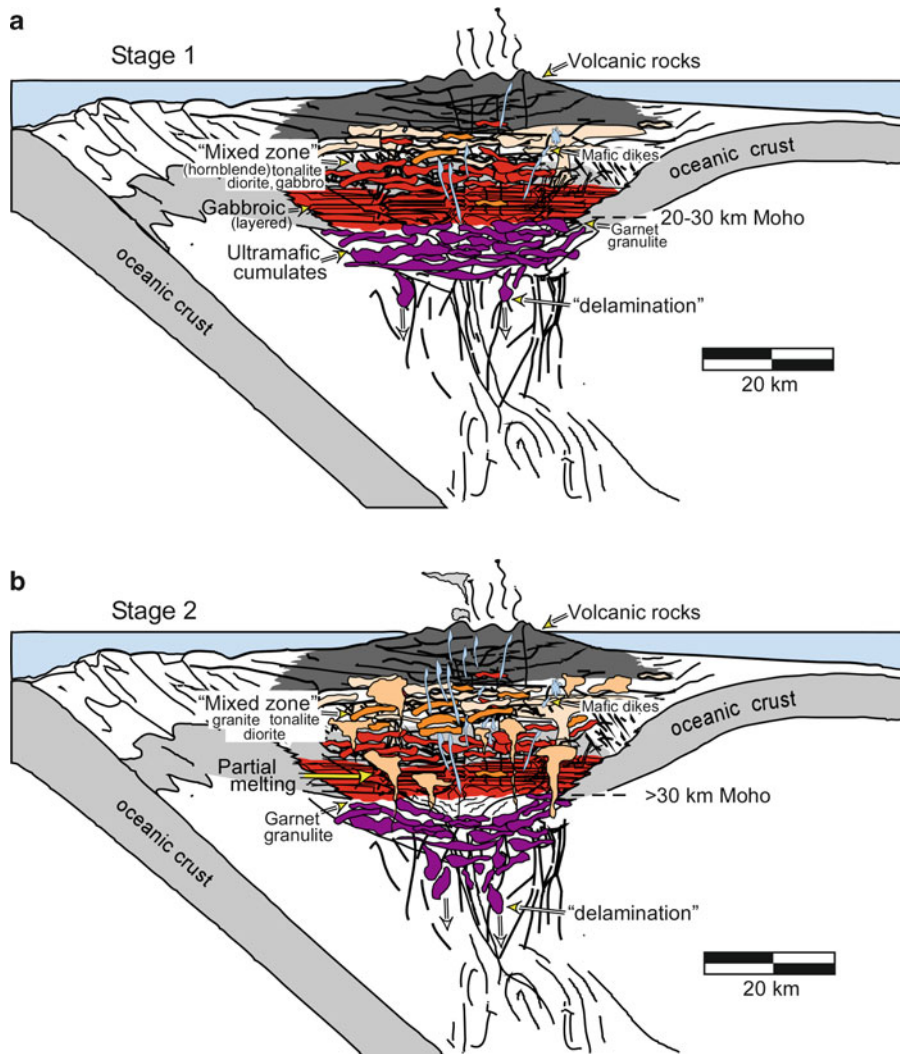 a
Stage 1
Volcanic rocks
"Mixed zone"
(hornblende) tonalite
diorite, gabbro
Mafic dikes
oceanic crust
Gabbroic
(layered)
20-30 km Moho
Garnet
granulite
Ultramafic
cumulates
oceanic crust
"delamination"
20 km
b
Stage 2
Volcanic rocks
"Mixed zone"
granite tonalite
diorite
Mafic dikes
oceanic crust
Partial
melting
>30 km Moho
Garnet
granulite
oceanic crust
"delamination"
20 km